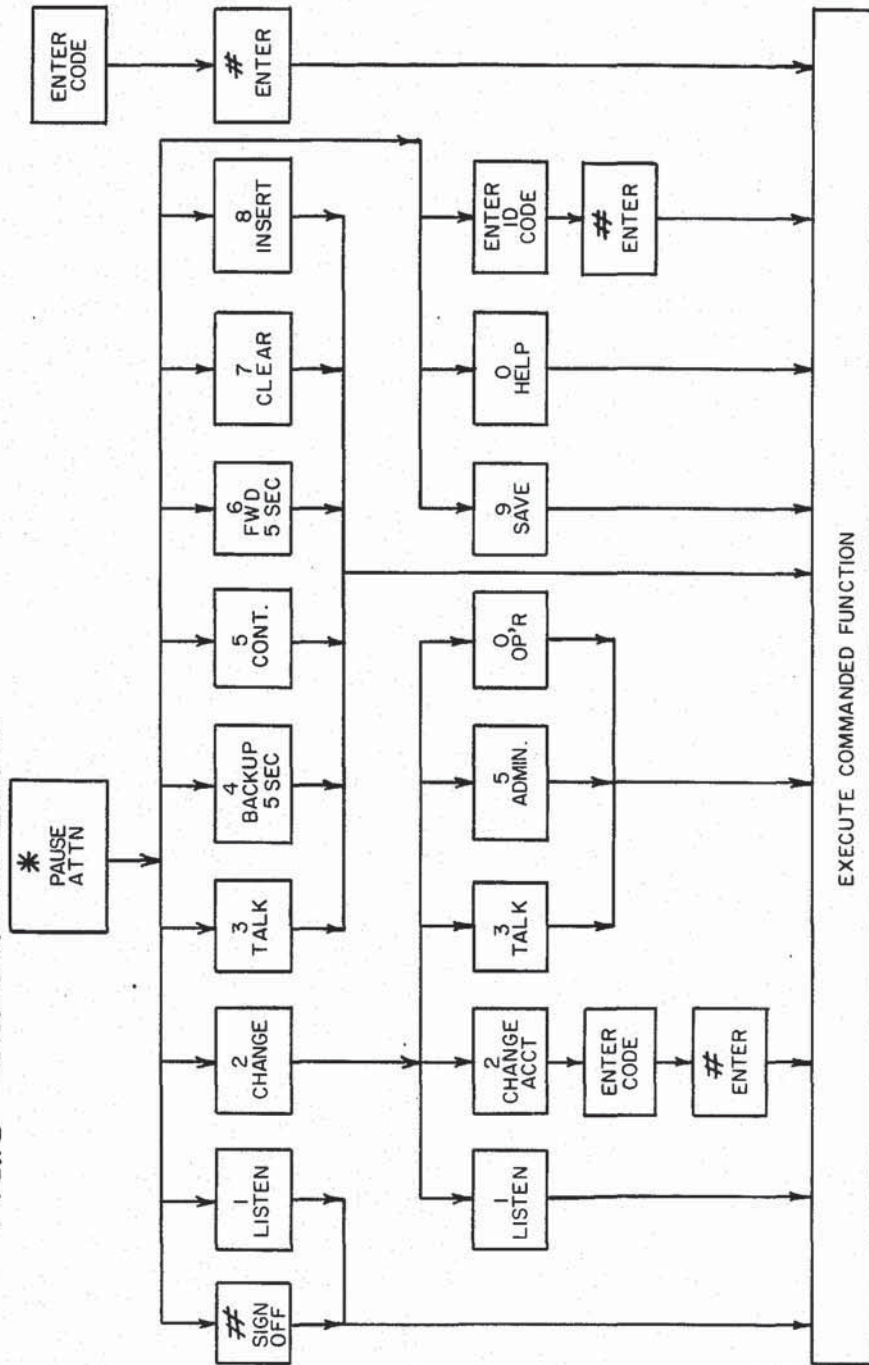 *
PAUSE
ATTN
ENTER
CODE
#
SIGN
OFF
1
LISTEN
2
CHANGE
3
TALK
4
BACKUP
5 SEC
5
CONT.
6
FWD
5 SEC
7
CLEAR
8
INSERT
#
ENTER
1
LISTEN
2
CHANGE
ACCT
3
TALK
5
ADMIN.
0
OP'R
9
SAVE
0
HELP
ENTER
ID
CODE
ENTER
CODE
#
ENTER
#
ENTER
EXECUTE COMMANDED FUNCTION